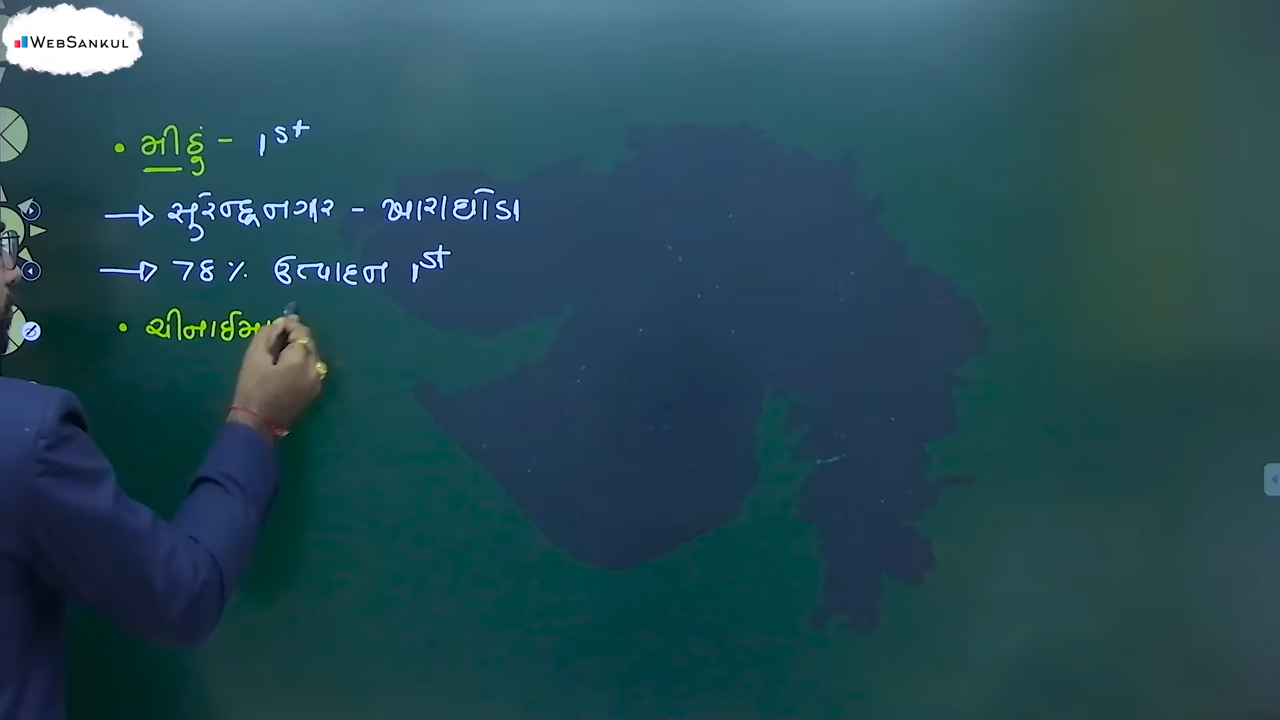 WEBSANKUL
• મીઠું - 1st
→ સુરેન્દ્રનગર - ખારાઘોડા
→ 78 % ઉત્પાદન 1st
• ચીનાઈમા